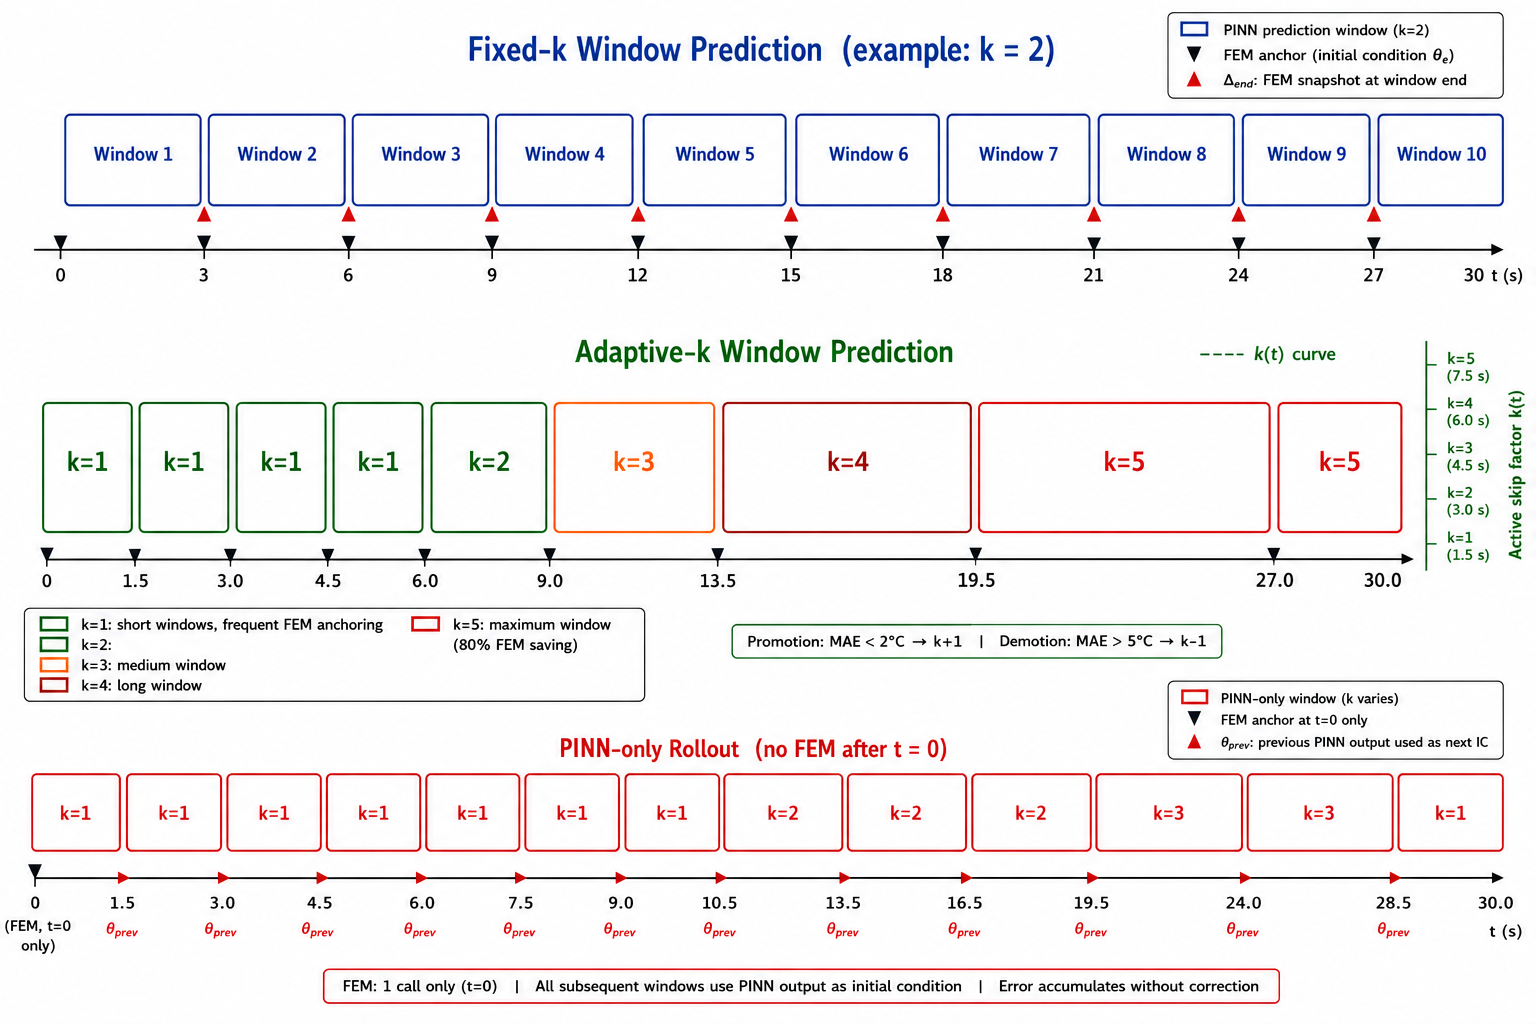 Fixed-k Window Prediction (example: k = 2)
PINN prediction window (k=2)
FEM anchor (initial condition θe)
Δend: FEM snapshot at window end
Window 1 Window 2 Window 3 Window 4 Window 5 Window 6 Window 7 Window 8 Window 9 Window 10
0 3 6 9 12 15 18 21 24 27 30 t (s)
Adaptive-k Window Prediction
---- k(t) curve
k=5
(7.5 s)
k=4
(6.0 s)
k=3
(4.5 s)
k=2
(3.0 s)
k=1
(1.5 s)
Active skip factor k(t)
k=1 k=1 k=1 k=1 k=2 k=3 k=4 k=5 k=5
0 1.5 3.0 4.5 6.0 9.0 13.5 19.5 27.0 30.0
k=1: short windows, frequent FEM anchoring
k=2:
k=3: medium window
k=4: long window
k=5: maximum window
(80% FEM saving)
Promotion: MAE < 2°C → k+1 | Demotion: MAE > 5°C → k–1
PINN-only window (k varies)
FEM anchor at t=0 only
θprev: previous PINN output used as next IC
PINN-only Rollout (no FEM after t = 0)
k=1 k=1 k=1 k=1 k=1 k=1 k=1 k=2 k=2 k=2 k=3 k=3 k=1
0 1.5 3.0 4.5 6.0 7.5 9.0 10.5 13.5 16.5 19.5 24.0 28.5 30.0
(FEM, t=0
only)
θprev θprev θprev θprev θprev θprev θprev θprev θprev θprev θprev θprev t (s)
FEM: 1 call only (t=0) | All subsequent windows use PINN output as initial condition | Error accumulates without correction